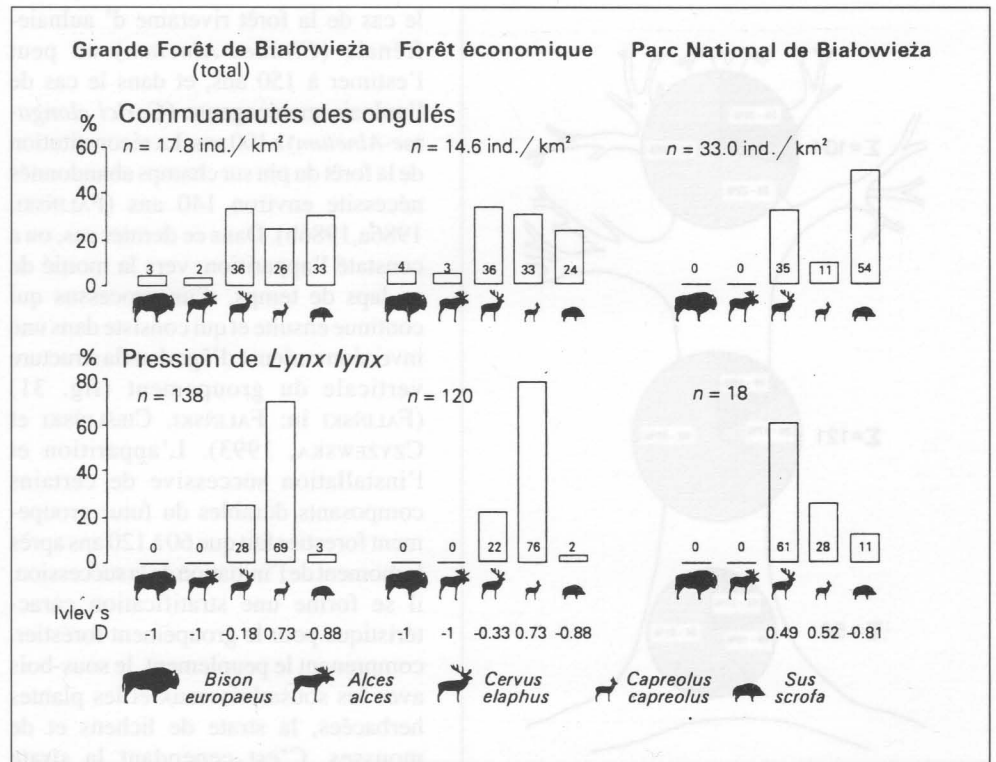 Grande Forêt de Białowieża Forêt économique Parc National de Białowieża
(total)
Commuanautés des ongulés
%
60 n = 17.8 ind./ km² n = 14.6 ind./ km² n = 33.0 ind./ km²
40
20
3 36 26 33 4 3 36 33 24 0 0 35 11 54
0
% Pression de Lynx lynx
80 n = 138 n = 120 n = 18
60
40
20
0 0 28 69 3 0 0 22 76 2 0 0 61 28 11
0
Ivlev's -1 -1 -0.18 0.73 -0.88 -1 -1 -0.33 0.73 -0.88 0.49 0.52 -0.81
Bison Alces Cervus Capreolus Sus
europaeus alces elaphus capreolus scrofa